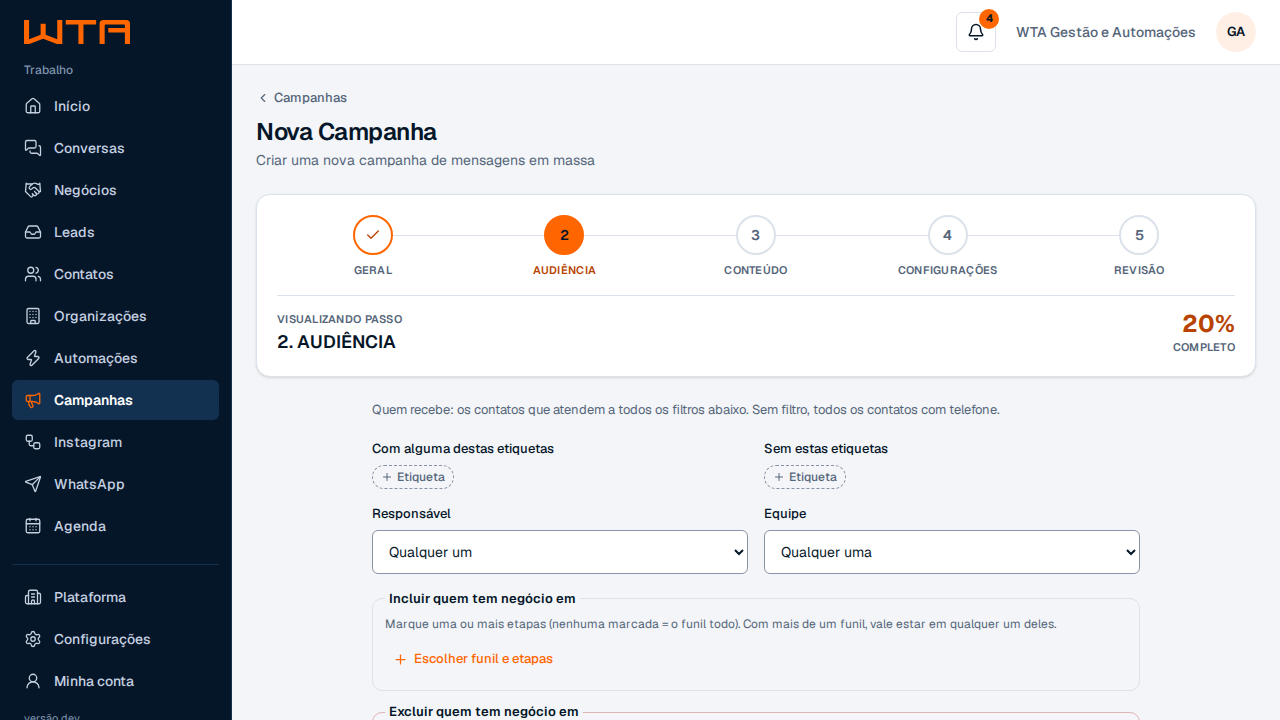 WTA
Trabalho
Início
Conversas
Negócios
Leads
Contatos
Organizações
Automações
Campanhas
Instagram
WhatsApp
Agenda
Plataforma
Configurações
Minha conta
versão dev
4
WTA Gestão e Automações
GA
Campanhas
Nova Campanha
Criar uma nova campanha de mensagens em massa
2 3 4 5
GERAL AUDIÊNCIA CONTEÚDO CONFIGURAÇÕES REVISÃO
VISUALIZANDO PASSO
2. AUDIÊNCIA
20%
COMPLETO
Quem recebe: os contatos que atendem a todos os filtros abaixo. Sem filtro, todos os contatos com telefone.
Com alguma destas etiquetas
+ Etiqueta
Sem estas etiquetas
+ Etiqueta
Responsável
Qualquer um
Equipe
Qualquer uma
Incluir quem tem negócio em
Marque uma ou mais etapas (nenhuma marcada = o funil todo). Com mais de um funil, vale estar em qualquer um deles.
+ Escolher funil e etapas
Excluir quem tem negócio em